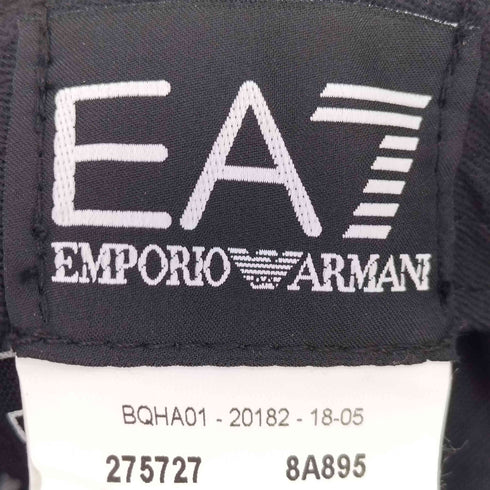 EA7
EMPORIO ARMANI
BQHA01 - 20182 - 18-05
275727 8A895